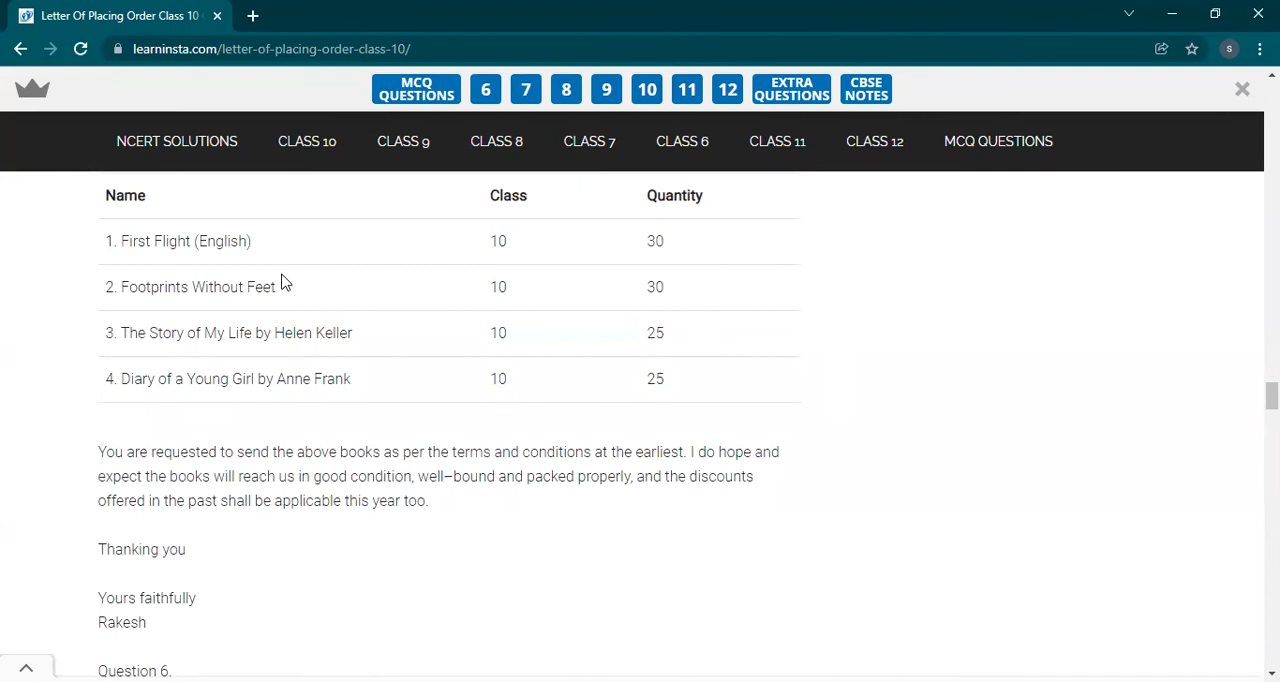 Letter Of Placing Order Class 10
learninsta.com/letter-of-placing-order-class-10/
S
MCQ QUESTIONS 6 7 8 9 10 11 12 EXTRA QUESTIONS CBSE NOTES
NCERT SOLUTIONS CLASS 10 CLASS 9 CLASS 8 CLASS 7 CLASS 6 CLASS 11 CLASS 12 MCQ QUESTIONS
Name Class Quantity
1. First Flight (English) 10 30
2. Footprints Without Feet 10 30
3. The Story of My Life by Helen Keller 10 25
4. Diary of a Young Girl by Anne Frank 10 25
You are requested to send the above books as per the terms and conditions at the earliest. I do hope and
expect the books will reach us in good condition, well–bound and packed properly, and the discounts
offered in the past shall be applicable this year too.
Thanking you
Yours faithfully
Rakesh
Question 6.